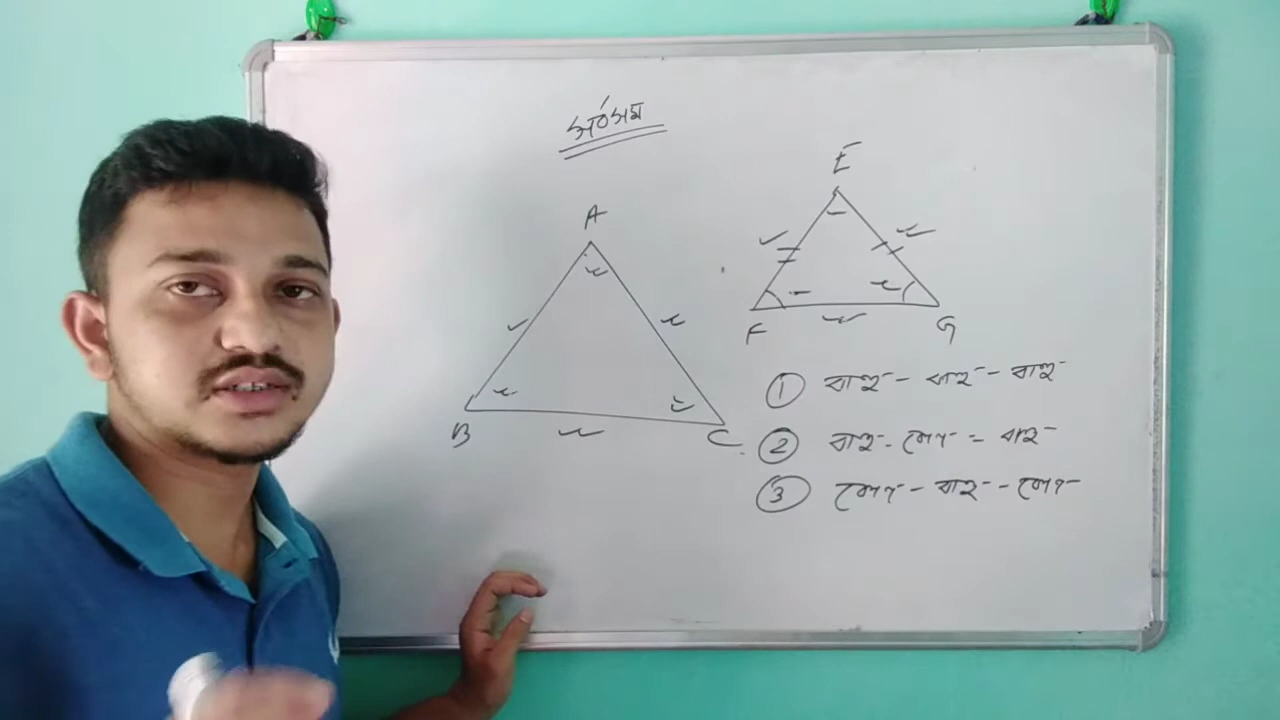 সর্বসম
E
A
F G
① বাহু - বাহু - বাহু
B C
② বাহু - কোণ = বাহু
③ কোণ - বাহু - কোণ